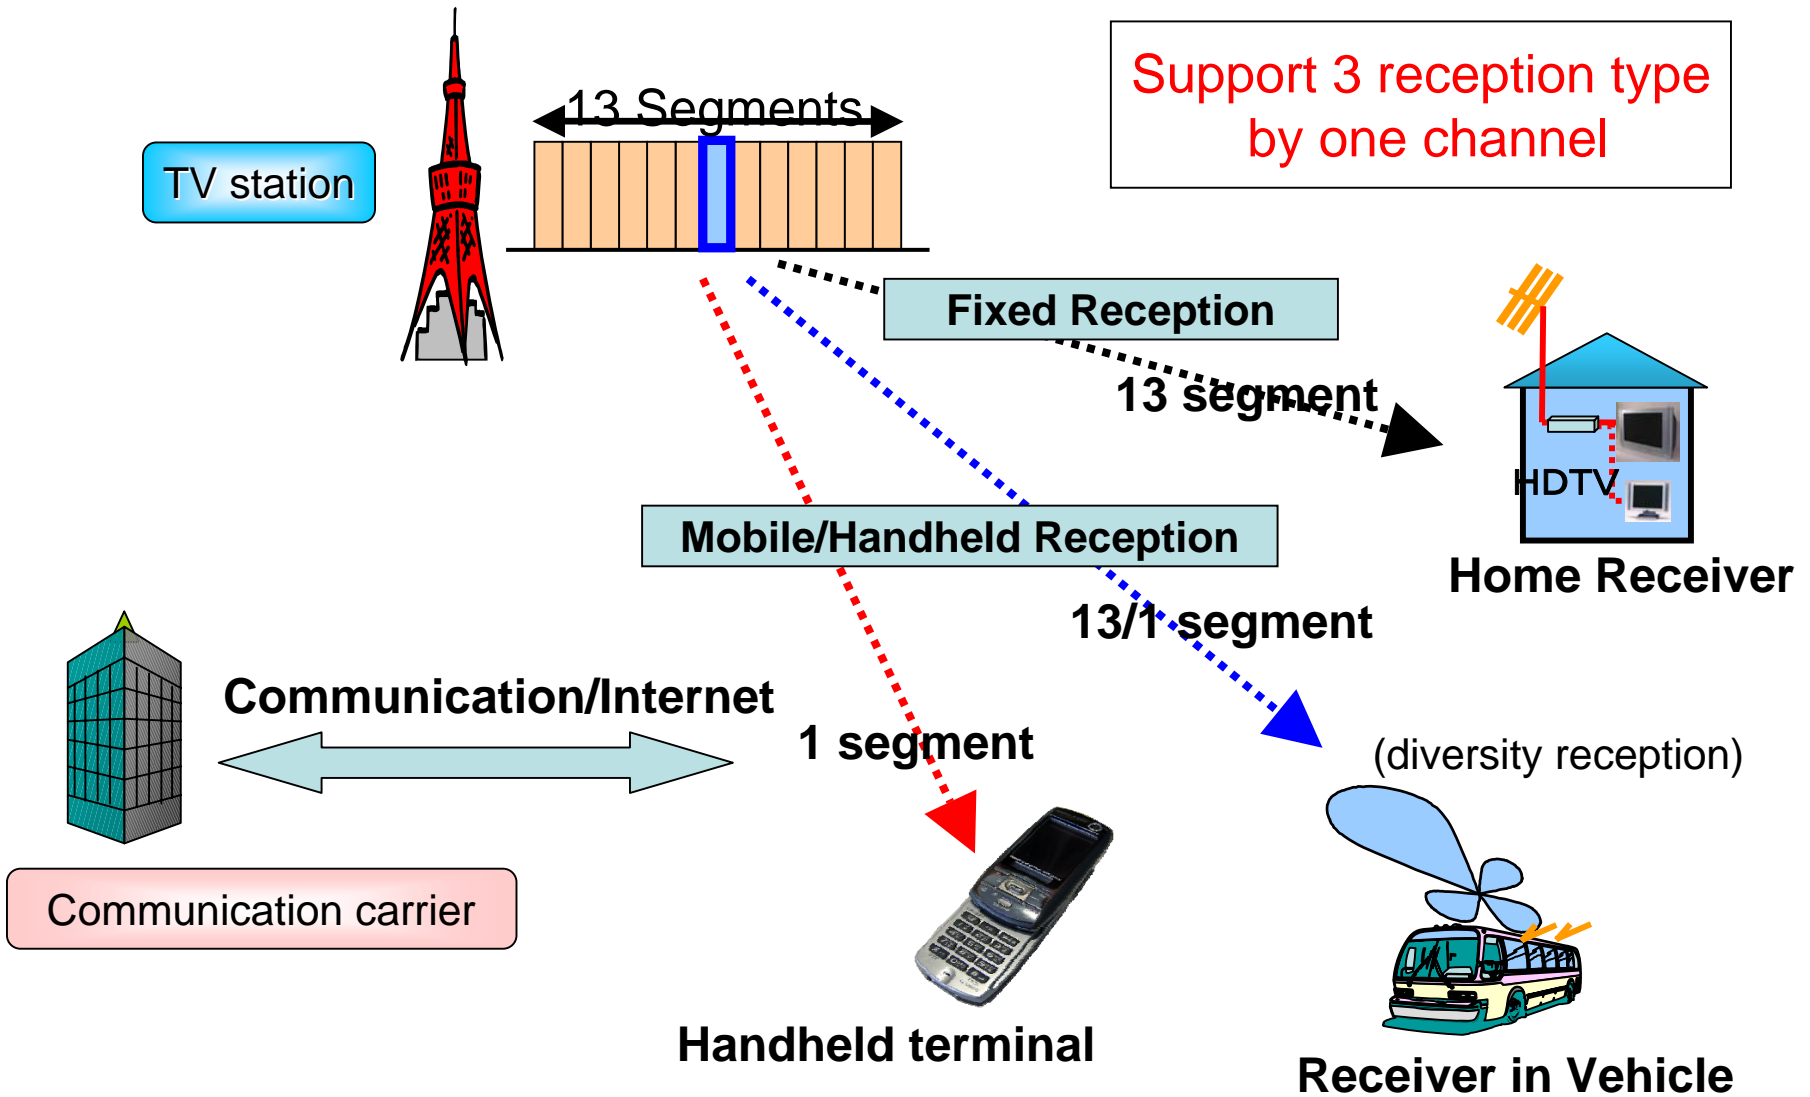 Support 3 reception type
by one channel
13 Segments
TV station
Fixed Reception
13 segment
HDTV
Mobile/Handheld Reception
Home Receiver
13/1 segment
Communication/Internet
1 segment
(diversity reception)
Communication carrier
Handheld terminal
Receiver in Vehicle